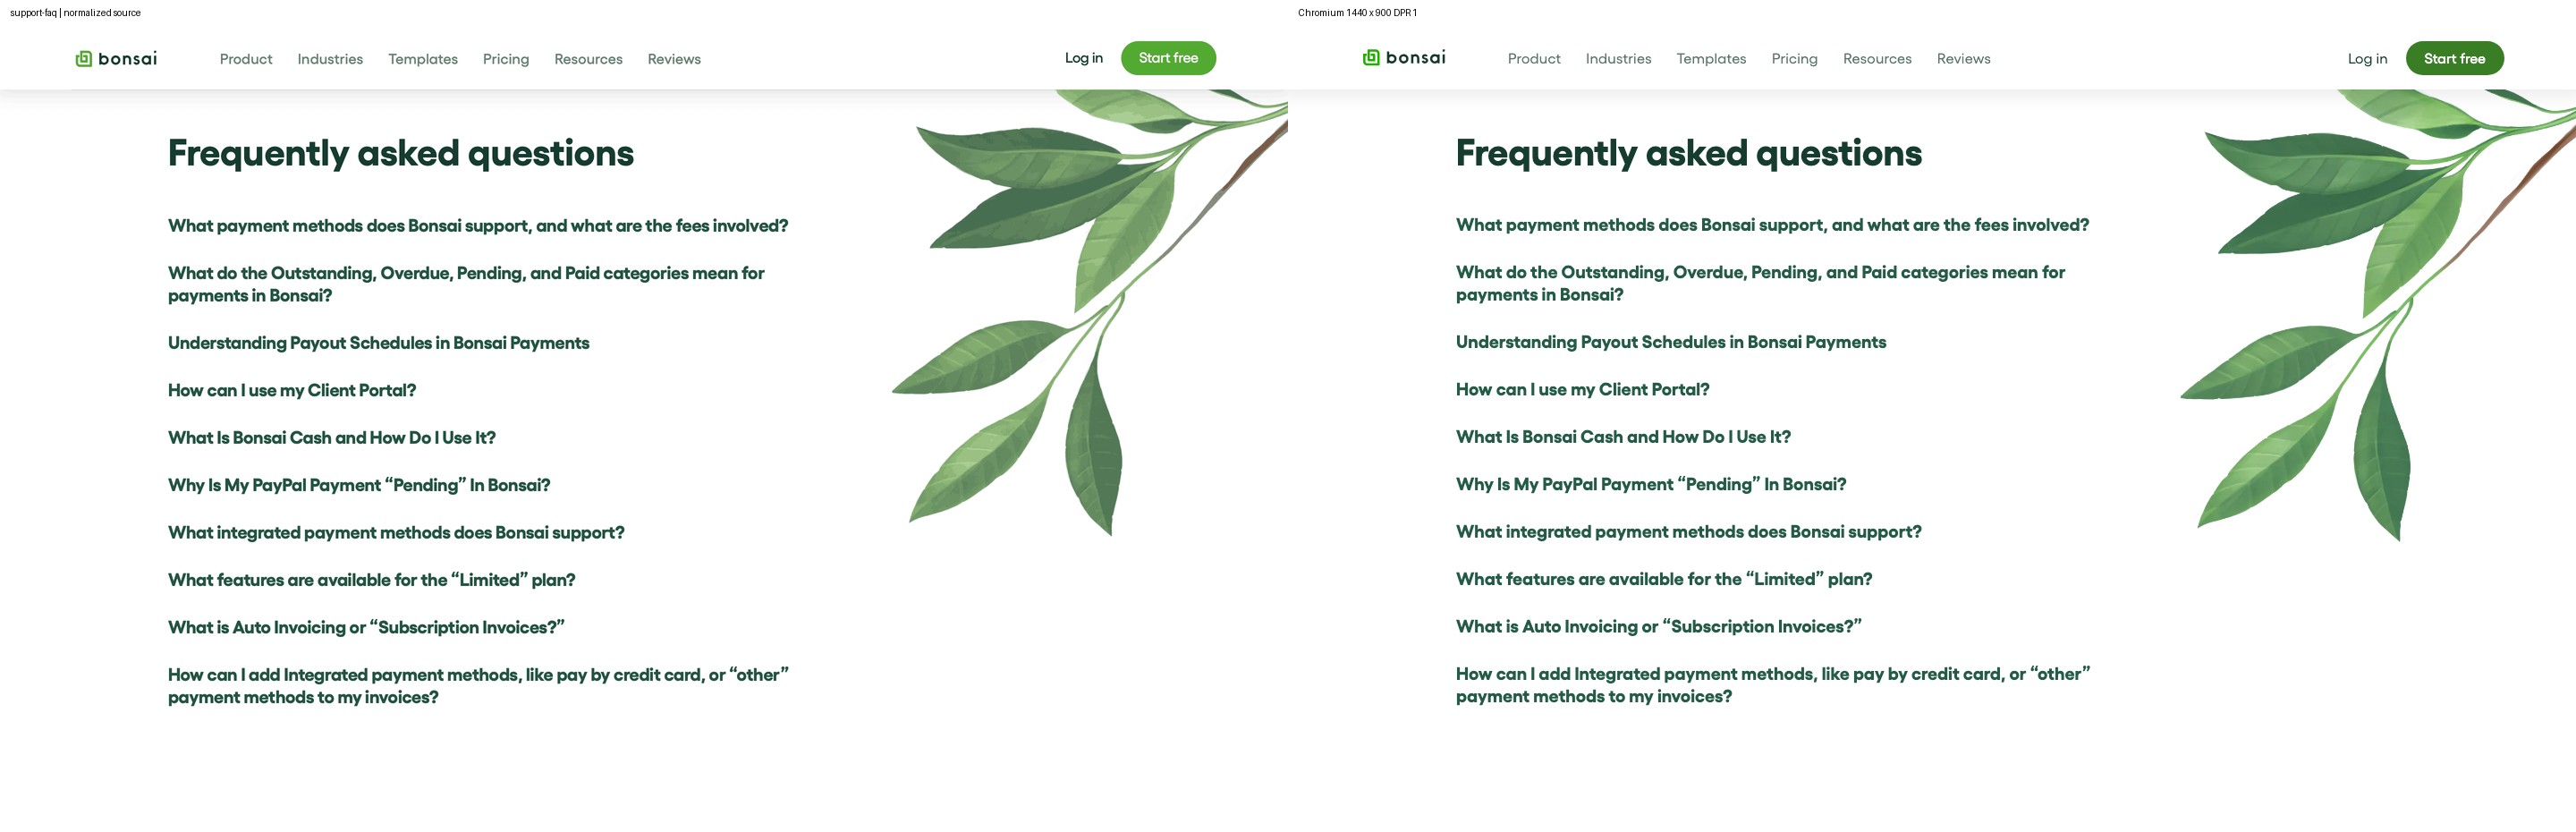 support-faq | normalized source
bonsai
Product Industries Templates Pricing Resources Reviews
Log in Start free
Frequently asked questions
What payment methods does Bonsai support, and what are the fees involved?
What do the Outstanding, Overdue, Pending, and Paid categories mean for
payments in Bonsai?
Understanding Payout Schedules in Bonsai Payments
How can I use my Client Portal?
What Is Bonsai Cash and How Do I Use It?
Why Is My PayPal Payment “Pending” In Bonsai?
What integrated payment methods does Bonsai support?
What features are available for the “Limited” plan?
What is Auto Invoicing or “Subscription Invoices?”
How can I add Integrated payment methods, like pay by credit card, or “other”
payment methods to my invoices?
Chromium 1440 x 900 DPR 1
bonsai
Product Industries Templates Pricing Resources Reviews
Log in Start free
Frequently asked questions
What payment methods does Bonsai support, and what are the fees involved?
What do the Outstanding, Overdue, Pending, and Paid categories mean for
payments in Bonsai?
Understanding Payout Schedules in Bonsai Payments
How can I use my Client Portal?
What Is Bonsai Cash and How Do I Use It?
Why Is My PayPal Payment “Pending” In Bonsai?
What integrated payment methods does Bonsai support?
What features are available for the “Limited” plan?
What is Auto Invoicing or “Subscription Invoices?”
How can I add Integrated payment methods, like pay by credit card, or “other”
payment methods to my invoices?